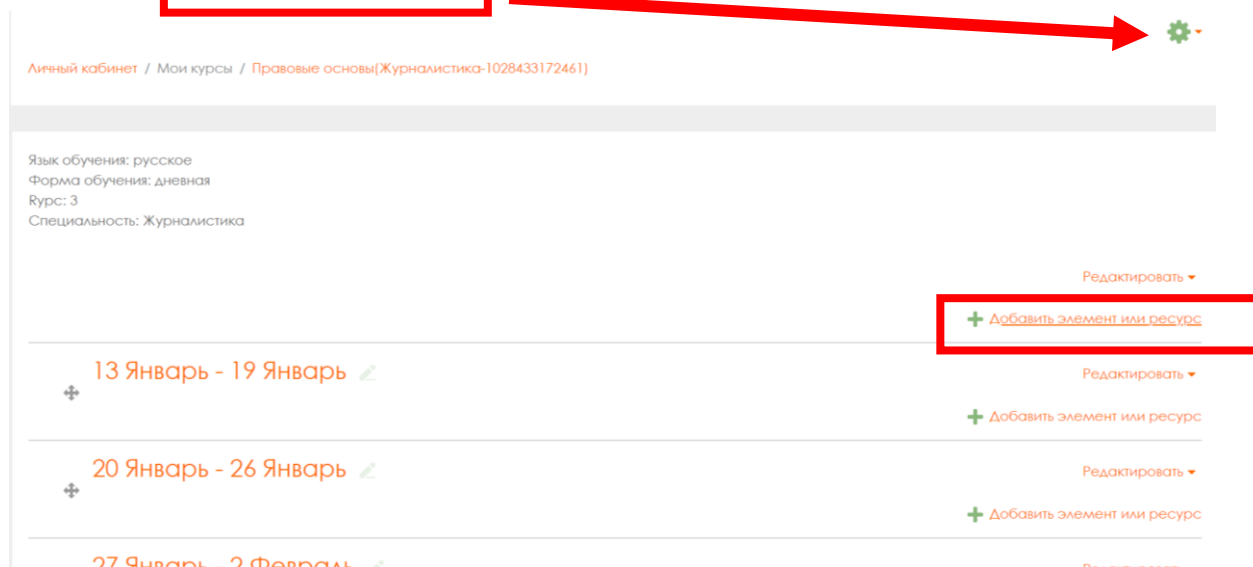 Личный кабинет / Мои курсы / Правовые основы(Журналистика-1028433172461)
Язык обучения: русское
Форма обучения: дневная
Rypc: 3
Специальность: Журналистика
Редактировать
Добавить элемент или ресурс
13 Январь - 19 Январь
Редактировать
Добавить элемент или ресурс
20 Январь - 26 Январь
Редактировать
Добавить элемент или ресурс
27 Январь - 2 Февраль